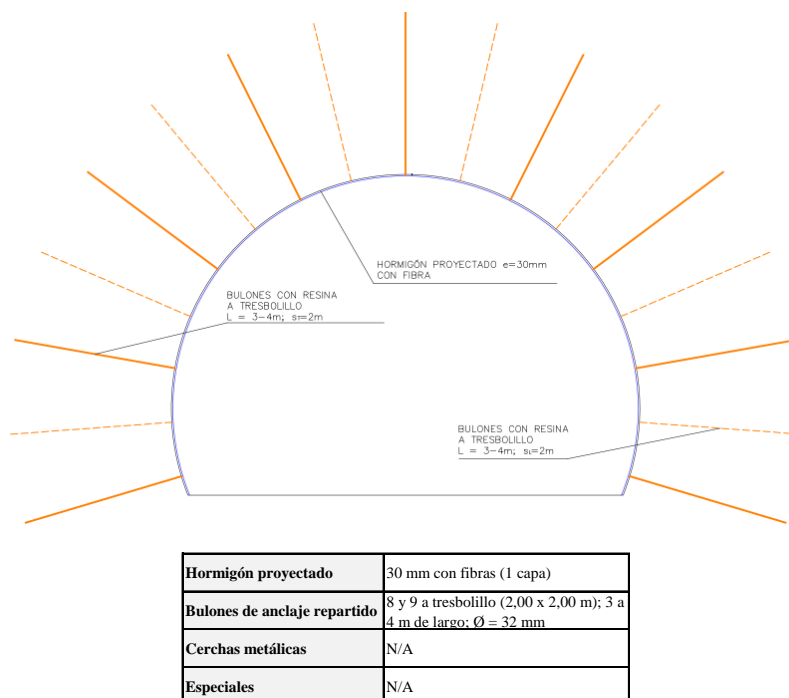 HORMIGÓN PROYECTADO e=30mm
CON FIBRA
BULONES CON RESINA
A TRESBOLILLO
L = 3-4m; sT=2m
BULONES CON RESINA
A TRESBOLILLO
L = 3-4m; sL=2m
Hormigón proyectado 30 mm con fibras (1 capa)
Bulones de anclaje repartido 8 y 9 a tresbolillo (2,00 x 2,00 m); 3 a
4 m de largo; Ø = 32 mm
Cerchas metálicas N/A
Especiales N/A